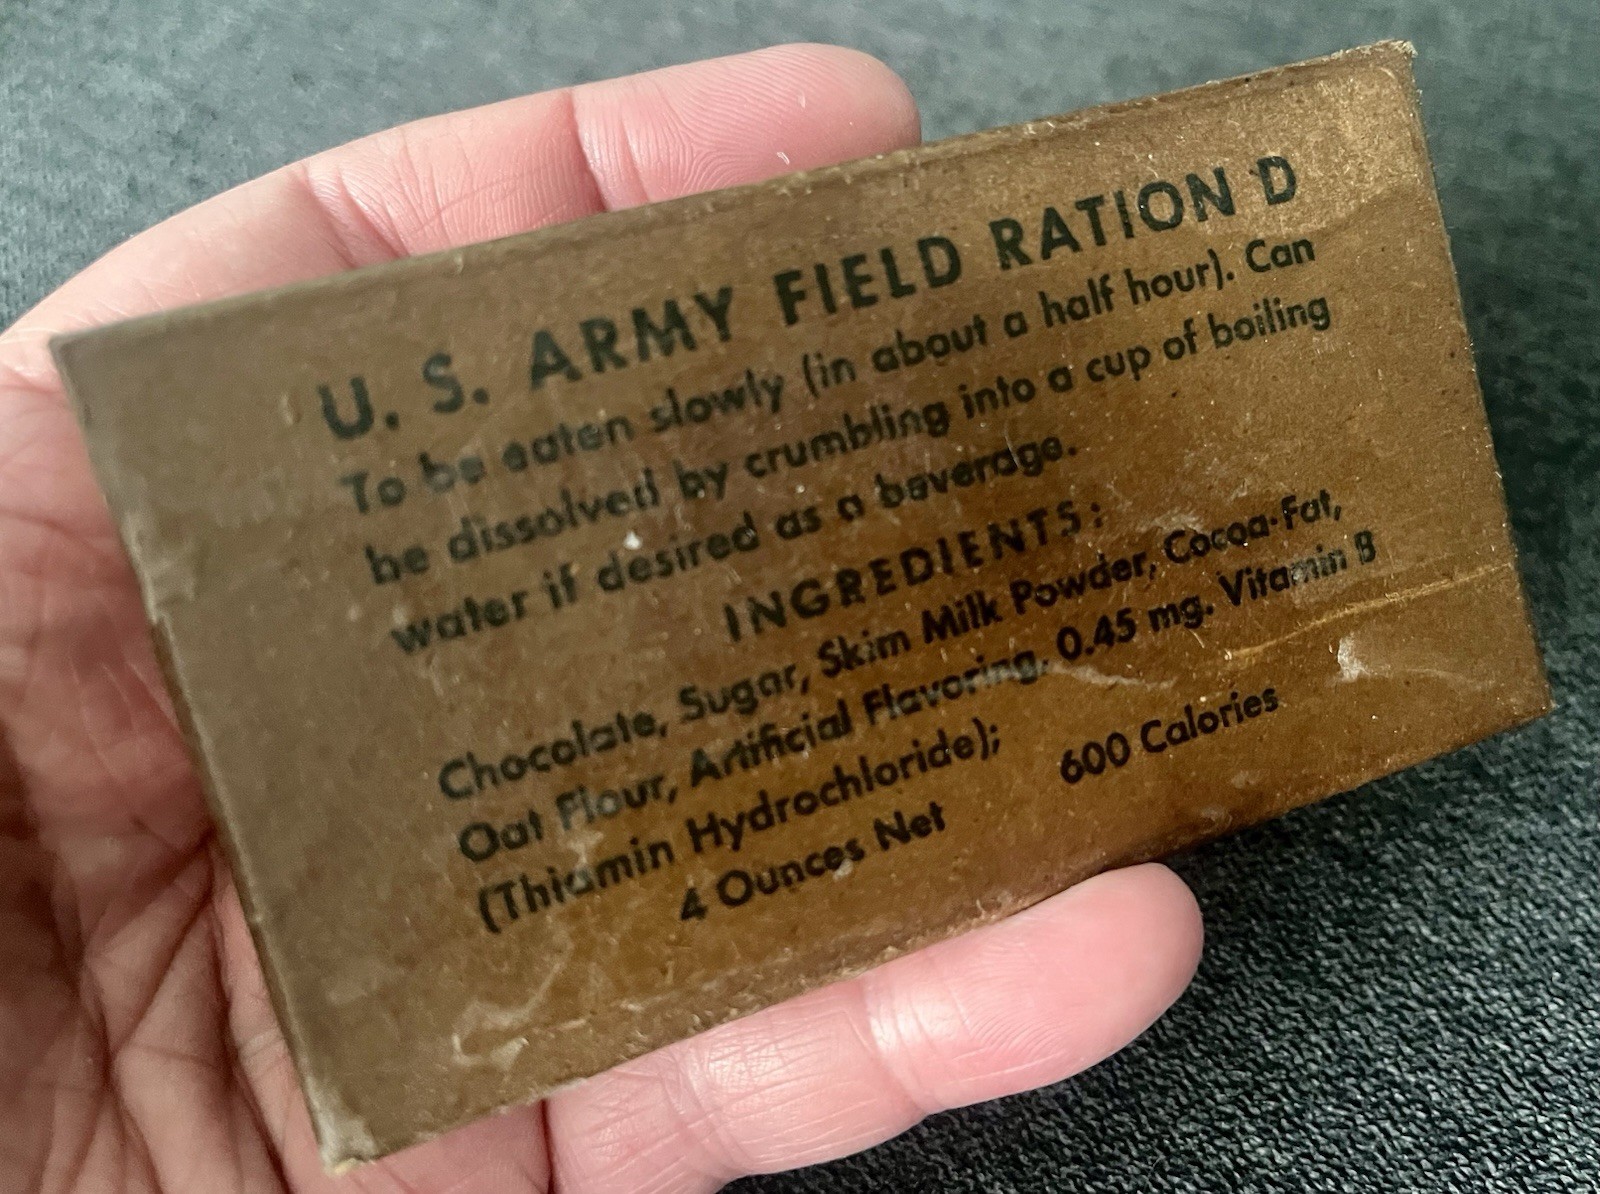 U. S. ARMY FIELD RATION D
To be eaten slowly (in about a half hour). Can
be dissolved by crumbling into a cup of boiling
water if desired as a beverage.
INGREDIENTS:
Chocolate, Sugar, Skim Milk Powder, Cocoa-Fat,
Oat Flour, Artificial Flavoring, 0.45 mg. Vitamin B
(Thiamin Hydrochloride);
4 Ounces Net 600 Calories